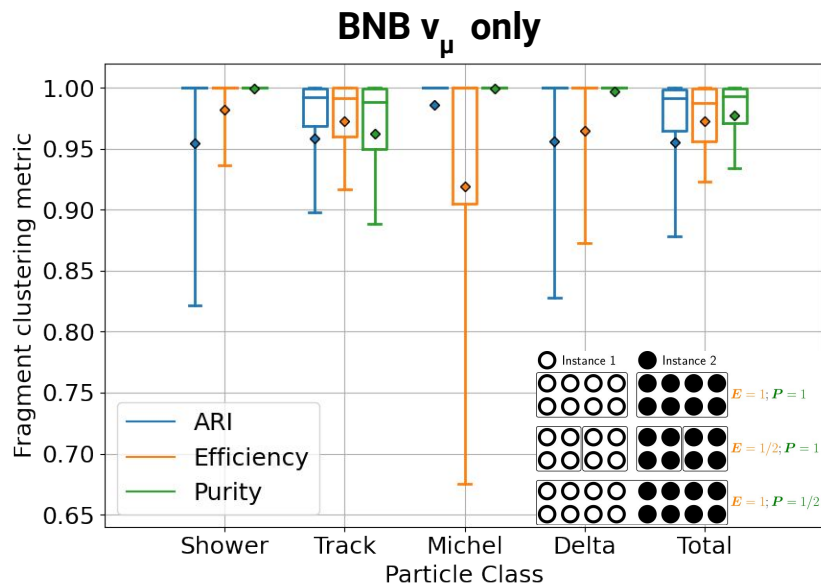 BNB νμ only
Fragment clustering metric
1.00
0.95
0.90
0.85
0.80
0.75
0.70
0.65
ARI
Efficiency
Purity
Instance 1 Instance 2
E = 1; P = 1
E = 1/2; P = 1
E = 1; P = 1/2
Shower Track Michel Delta Total
Particle Class